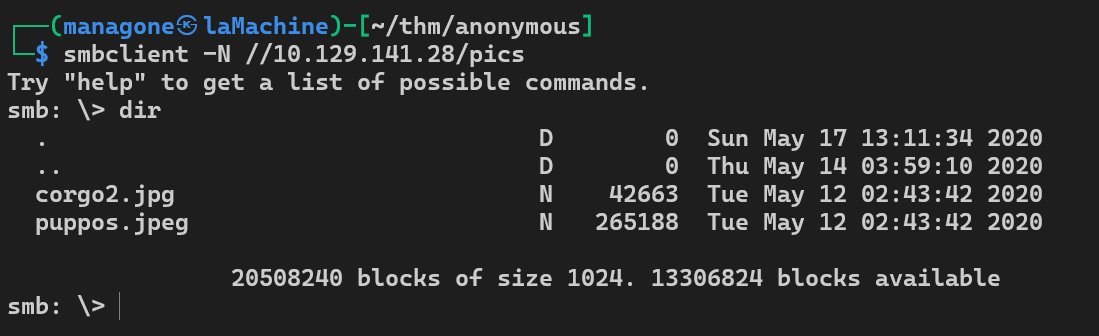 ┌──(managone㉿laMachine)-[~/thm/anonymous]
└─$ smbclient -N //10.129.141.28/pics
Try "help" to get a list of possible commands.
smb: \> dir
  .                                   D        0  Sun May 17 13:11:34 2020
  ..                                  D        0  Thu May 14 03:59:10 2020
  corgo2.jpg                          N    42663  Tue May 12 02:43:42 2020
  puppos.jpeg                         N   265188  Tue May 12 02:43:42 2020
                20508240 blocks of size 1024. 13306824 blocks available
smb: \>